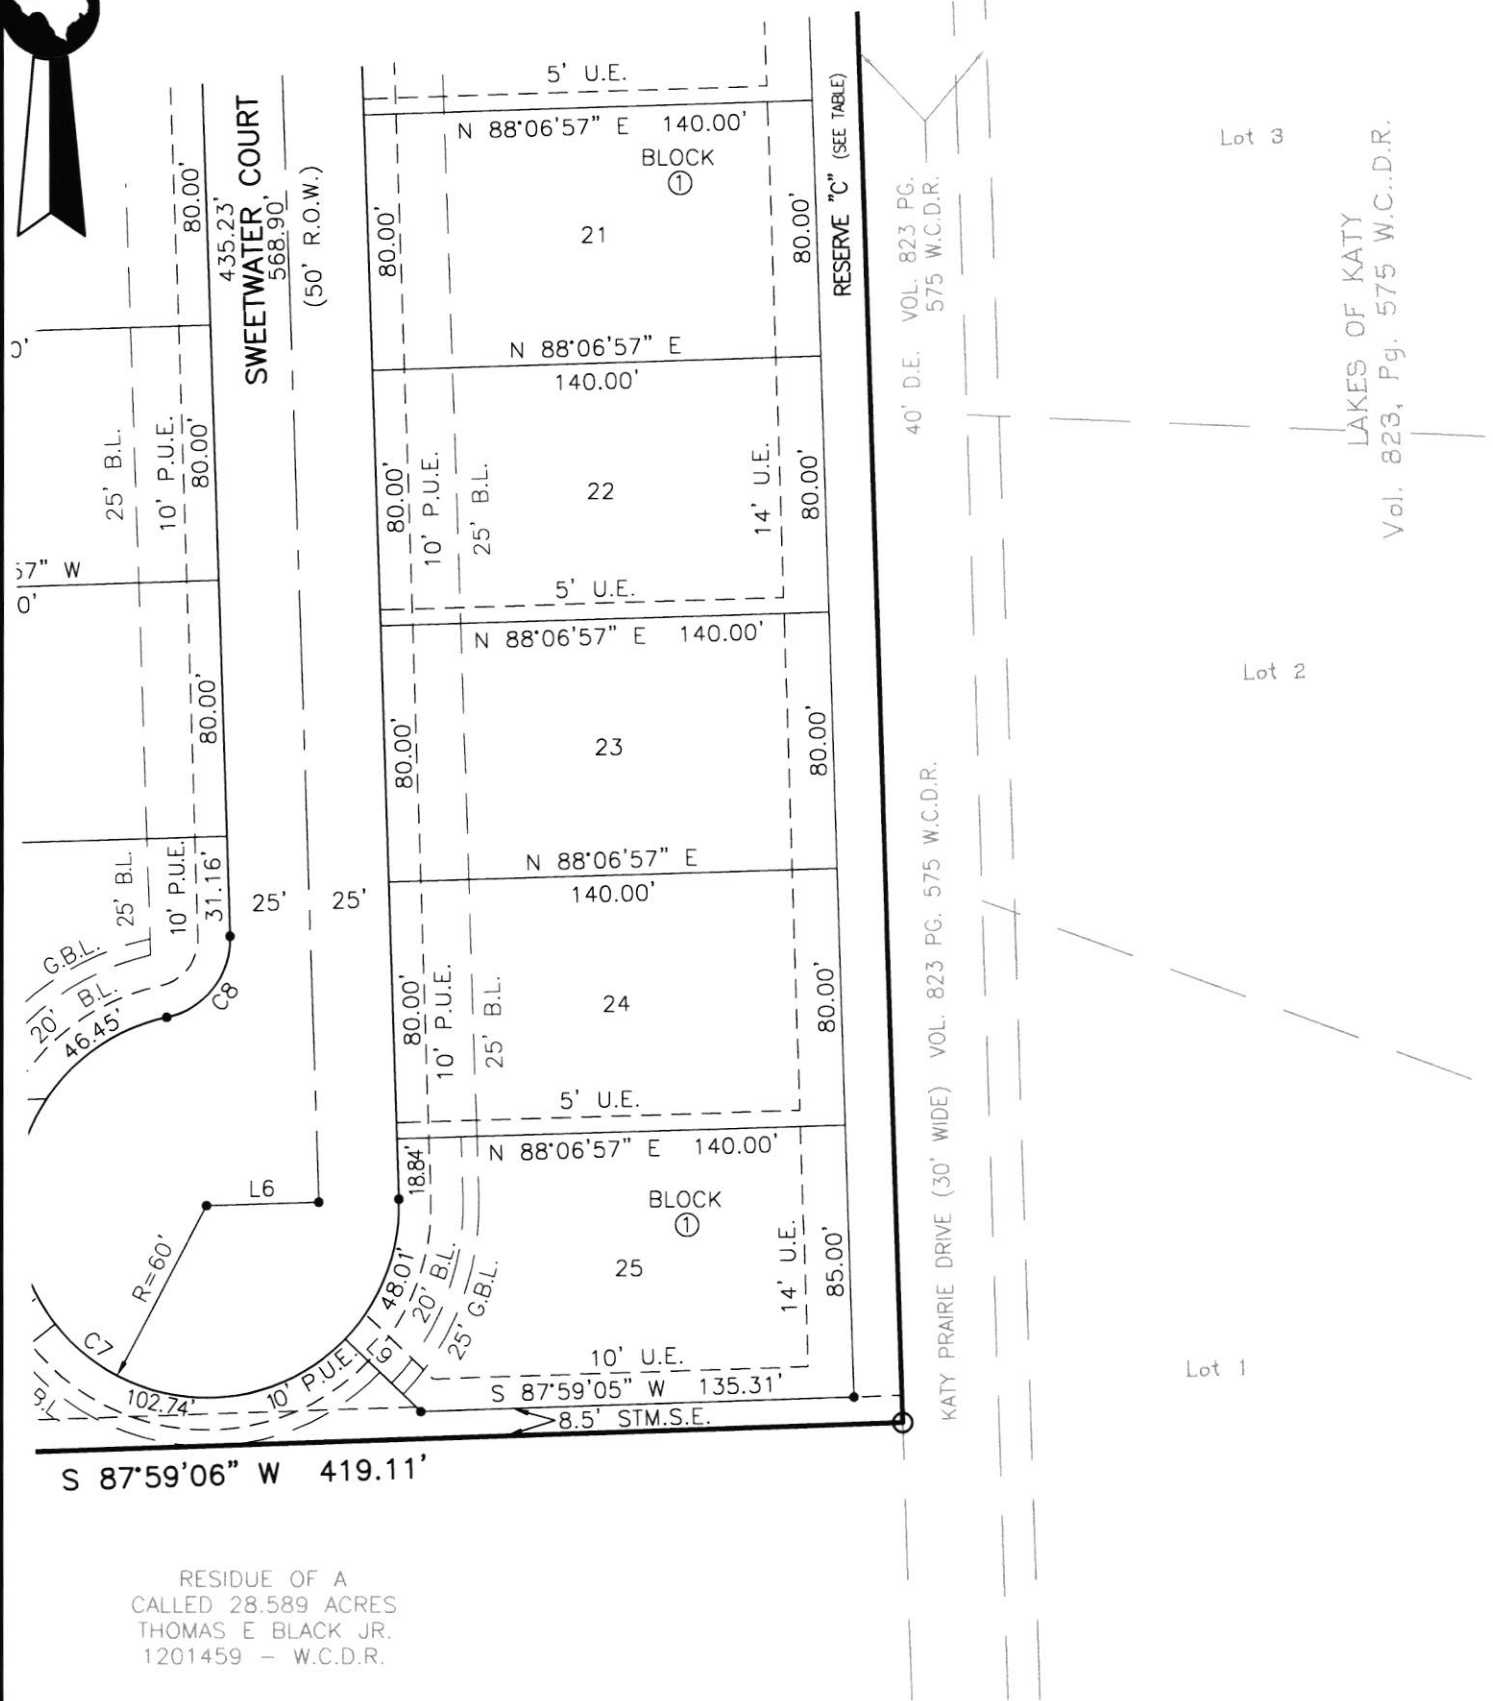 5' U.E.
N 88°06'57" E 140.00'
BLOCK
1
21
80.00'
80.00'
N 88°06'57" E
140.00'
80.00'
10' P.U.E.
25' B.L.
22
14' U.E.
80.00'
5' U.E.
N 88°06'57" E 140.00'
80.00'
23
80.00'
N 88°06'57" E
140.00'
80.00'
10' P.U.E.
25' B.L.
24
80.00'
5' U.E.
N 88°06'57" E 140.00'
18.84'
BLOCK
1
25
14' U.E.
85.00'
48.01'
20' B.L.
25' G.B.L.
L9
10' U.E.
S 87°59'05" W 135.31'
8.5' STM.S.E.
80.00'
435.23'
SWEETWATER COURT
568.90'
(50' R.O.W.)
0'
25' B.L.
10' P.U.E.
80.00'
57" W
0'
80.00'
25' B.L.
10' P.U.E.
31.16'
25'
25'
G.B.L.
20' B.L.
46.45'
C8
L6
R=60'
C7
102.74'
10' P.U.E.
B.L.
S 87°59'06" W 419.11'
RESERVE "C" (SEE TABLE)
40' D.E. VOL. 823 PG.
575 W.C.D.R.
KATY PRAIRIE DRIVE (30' WIDE) VOL. 823 PG. 575 W.C.D.R.
Lot 3
LAKES OF KATY
Vol. 823, Pg. 575 W.C..D.R.
Lot 2
Lot 1
RESIDUE OF A
CALLED 28.589 ACRES
THOMAS E BLACK JR.
1201459 - W.C.D.R.